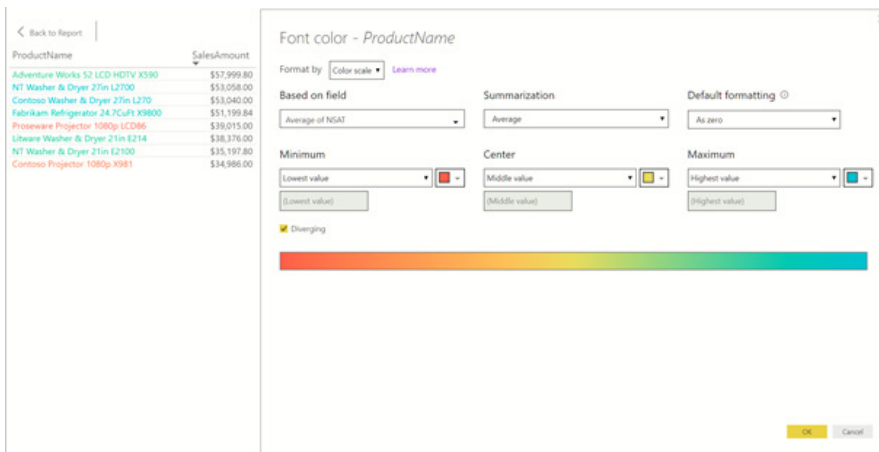 Back to Report
ProductName SalesAmount
Adventure Works 52 LCD HDTV X590 $57,999.80
NT Washer & Dryer 27in L2700 $53,058.00
Contoso Washer & Dryer 27in L270 $53,040.00
Fabrikam Refrigerator 24.7CuFt X9800 $51,199.84
Proseware Projector 1080p LCD86 $39,015.00
Litware Washer & Dryer 21in E214 $38,376.00
NT Washer & Dryer 21in E2100 $35,197.80
Contoso Projector 1080p X981 $34,986.00
Font color - ProductName
Format by Color scale Learn more
Based on field Summarization Default formatting
Average of NSAT Average As zero
Minimum Center Maximum
Lowest value Middle value Highest value
(Lowest value) (Middle value) (Highest value)
Diverging
OK Cancel